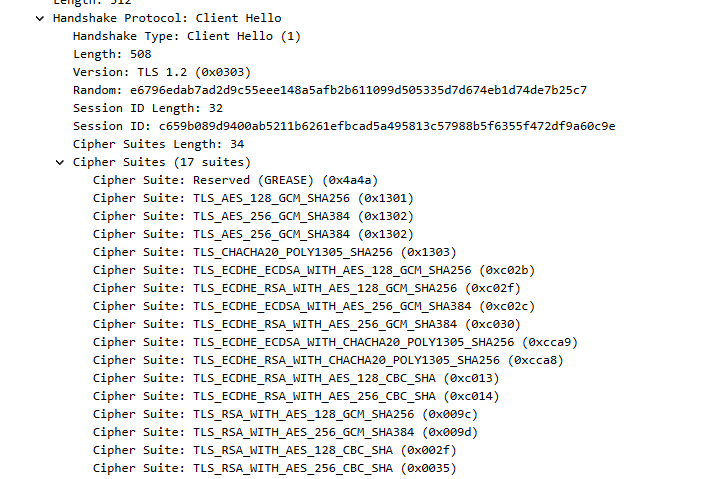 Length: 512
Handshake Protocol: Client Hello
Handshake Type: Client Hello (1)
Length: 508
Version: TLS 1.2 (0x0303)
Random: e6796edab7ad2d9c55eee148a5afb2b611099d505335d7d674eb1d74de7b25c7
Session ID Length: 32
Session ID: c659b089d9400ab5211b6261efbcad5a495813c57988b5f6355f472df9a60c9e
Cipher Suites Length: 34
Cipher Suites (17 suites)
Cipher Suite: Reserved (GREASE) (0x4a4a)
Cipher Suite: TLS_AES_128_GCM_SHA256 (0x1301)
Cipher Suite: TLS_AES_256_GCM_SHA384 (0x1302)
Cipher Suite: TLS_AES_256_GCM_SHA384 (0x1302)
Cipher Suite: TLS_CHACHA20_POLY1305_SHA256 (0x1303)
Cipher Suite: TLS_ECDHE_ECDSA_WITH_AES_128_GCM_SHA256 (0xc02b)
Cipher Suite: TLS_ECDHE_RSA_WITH_AES_128_GCM_SHA256 (0xc02f)
Cipher Suite: TLS_ECDHE_ECDSA_WITH_AES_256_GCM_SHA384 (0xc02c)
Cipher Suite: TLS_ECDHE_RSA_WITH_AES_256_GCM_SHA384 (0xc030)
Cipher Suite: TLS_ECDHE_ECDSA_WITH_CHACHA20_POLY1305_SHA256 (0xcca9)
Cipher Suite: TLS_ECDHE_RSA_WITH_CHACHA20_POLY1305_SHA256 (0xcca8)
Cipher Suite: TLS_ECDHE_RSA_WITH_AES_128_CBC_SHA (0xc013)
Cipher Suite: TLS_ECDHE_RSA_WITH_AES_256_CBC_SHA (0xc014)
Cipher Suite: TLS_RSA_WITH_AES_128_GCM_SHA256 (0x009c)
Cipher Suite: TLS_RSA_WITH_AES_256_GCM_SHA384 (0x009d)
Cipher Suite: TLS_RSA_WITH_AES_128_CBC_SHA (0x002f)
Cipher Suite: TLS_RSA_WITH_AES_256_CBC_SHA (0x0035)